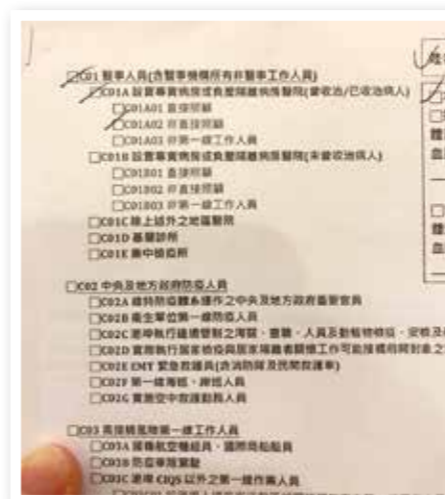 □C01 醫事人員(含醫事機構所有非醫事工作人員)
□C01A 設置專責病房或負壓隔離病房醫院(曾收治/已收治病人)
□C01A01 直接照顧
□C01A02 非直接照顧
□C01A03 非第一線工作人員
□C01B 設置專責病房或負壓隔離病房醫院(未曾收治病人)
□C01B01 直接照顧
□C01B02 非直接照顧
□C01B03 非第一線工作人員
□C01C 除上述外之地區醫院
□C01D 基層診所
□C01E 集中檢疫所
□C02 中央及地方政府防疫人員
□C02A 維持防疫體系運作之中央及地方政府重要官員
□C02B 衛生單位第一線防疫人員
□C02C 港埠執行邊境管制之海關、人員及動植物檢疫、安檢及
□C02D 實際執行居家檢疫與居家隔離者關懷工作可能接觸
□C02E EMT 緊急救護員(含消防隊及民間救護車)
□C02F 第一線海巡、岸巡人員
□C02G 實施空中救護勤務人員
□C03 高接觸風險第一線工作人員
□C03A 國籍航空機組員、國際商船船員
□C03B 防疫車隊駕駛
□C03C 港埠 CIQS 以外之第一線作業人員